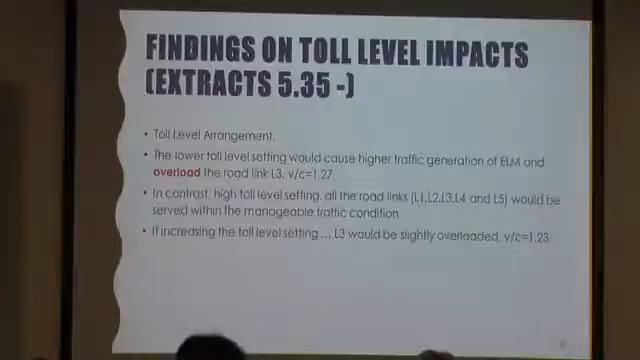 FINDINGS ON TOLL LEVEL IMPACTS
(EXTRACTS 5.35 -)
• Toll Level Arrangement.
• The lower toll level setting would cause higher traffic generation of ELM and
overload the road link L3, v/c=1.27.
• In contrast, high toll level setting, all the road links (L1,L2,L3,L4 and L5) would be
served within the manageable traffic condition
• If increasing the toll level setting ... L3 would be slightly overloaded, v/c=1.23